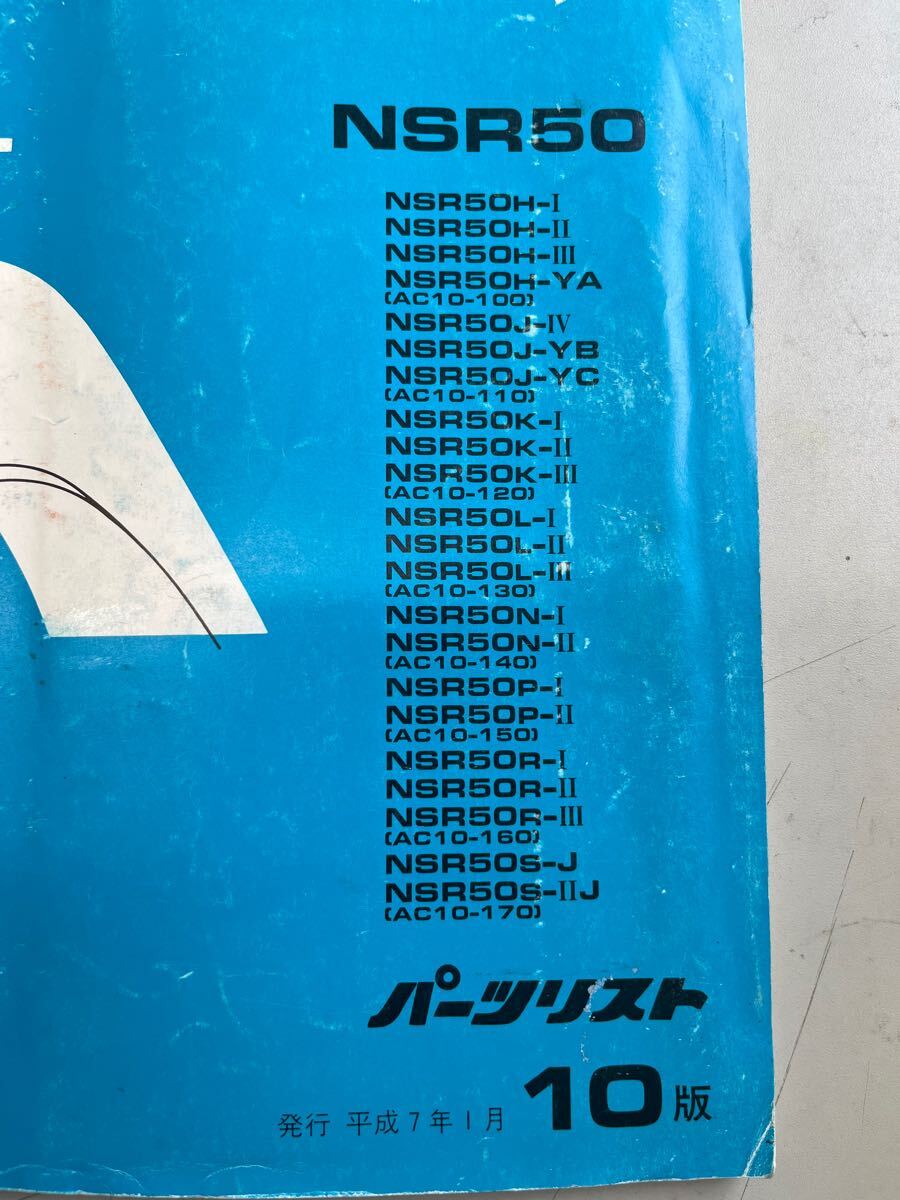 NSR50
NSR50H-I
NSR50H-II
NSR50H-III
NSR50H-YA
(AC10-100)
NSR50J-IV
NSR50J-YB
NSR50J-YC
(AC10-110)
NSR50K-I
NSR50K-II
NSR50K-III
(AC10-120)
NSR50L-I
NSR50L-II
NSR50L-III
(AC10-130)
NSR50N-I
NSR50N-II
(AC10-140)
NSR50P-I
NSR50P-II
(AC10-150)
NSR50R-I
NSR50R-II
NSR50R-III
(AC10-160)
NSR50S-J
NSR50S-IIJ
(AC10-170)
パーツリスト
発行 平成7年1月 10版